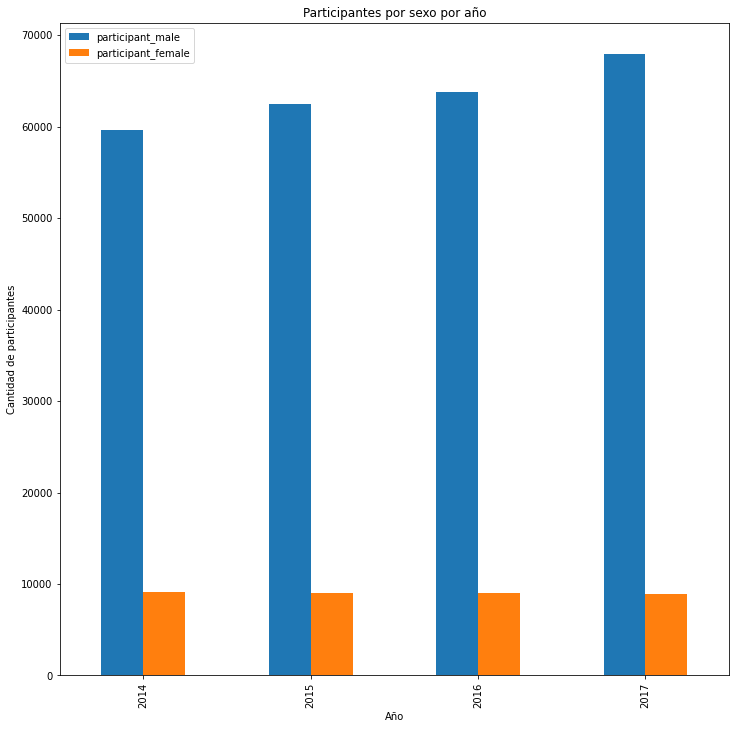 Participantes por sexo por año
participant_male
participant_female
Cantidad de participantes
70000
60000
50000
40000
30000
20000
10000
0
2014
2015
2016
2017
Año